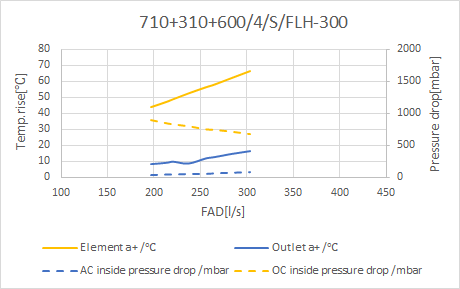 710+310+600/4/S/FLH-300
Temp.rise[°C]
80
70
60
50
40
30
20
10
0
2000
1500
1000
500
0
Pressure drop[mbar]
100 150 200 250 300 350 400 450
FAD[l/s]
Element a+ /°C Outlet a+ /°C
AC inside pressure drop /mbar OC inside pressure drop /mbar